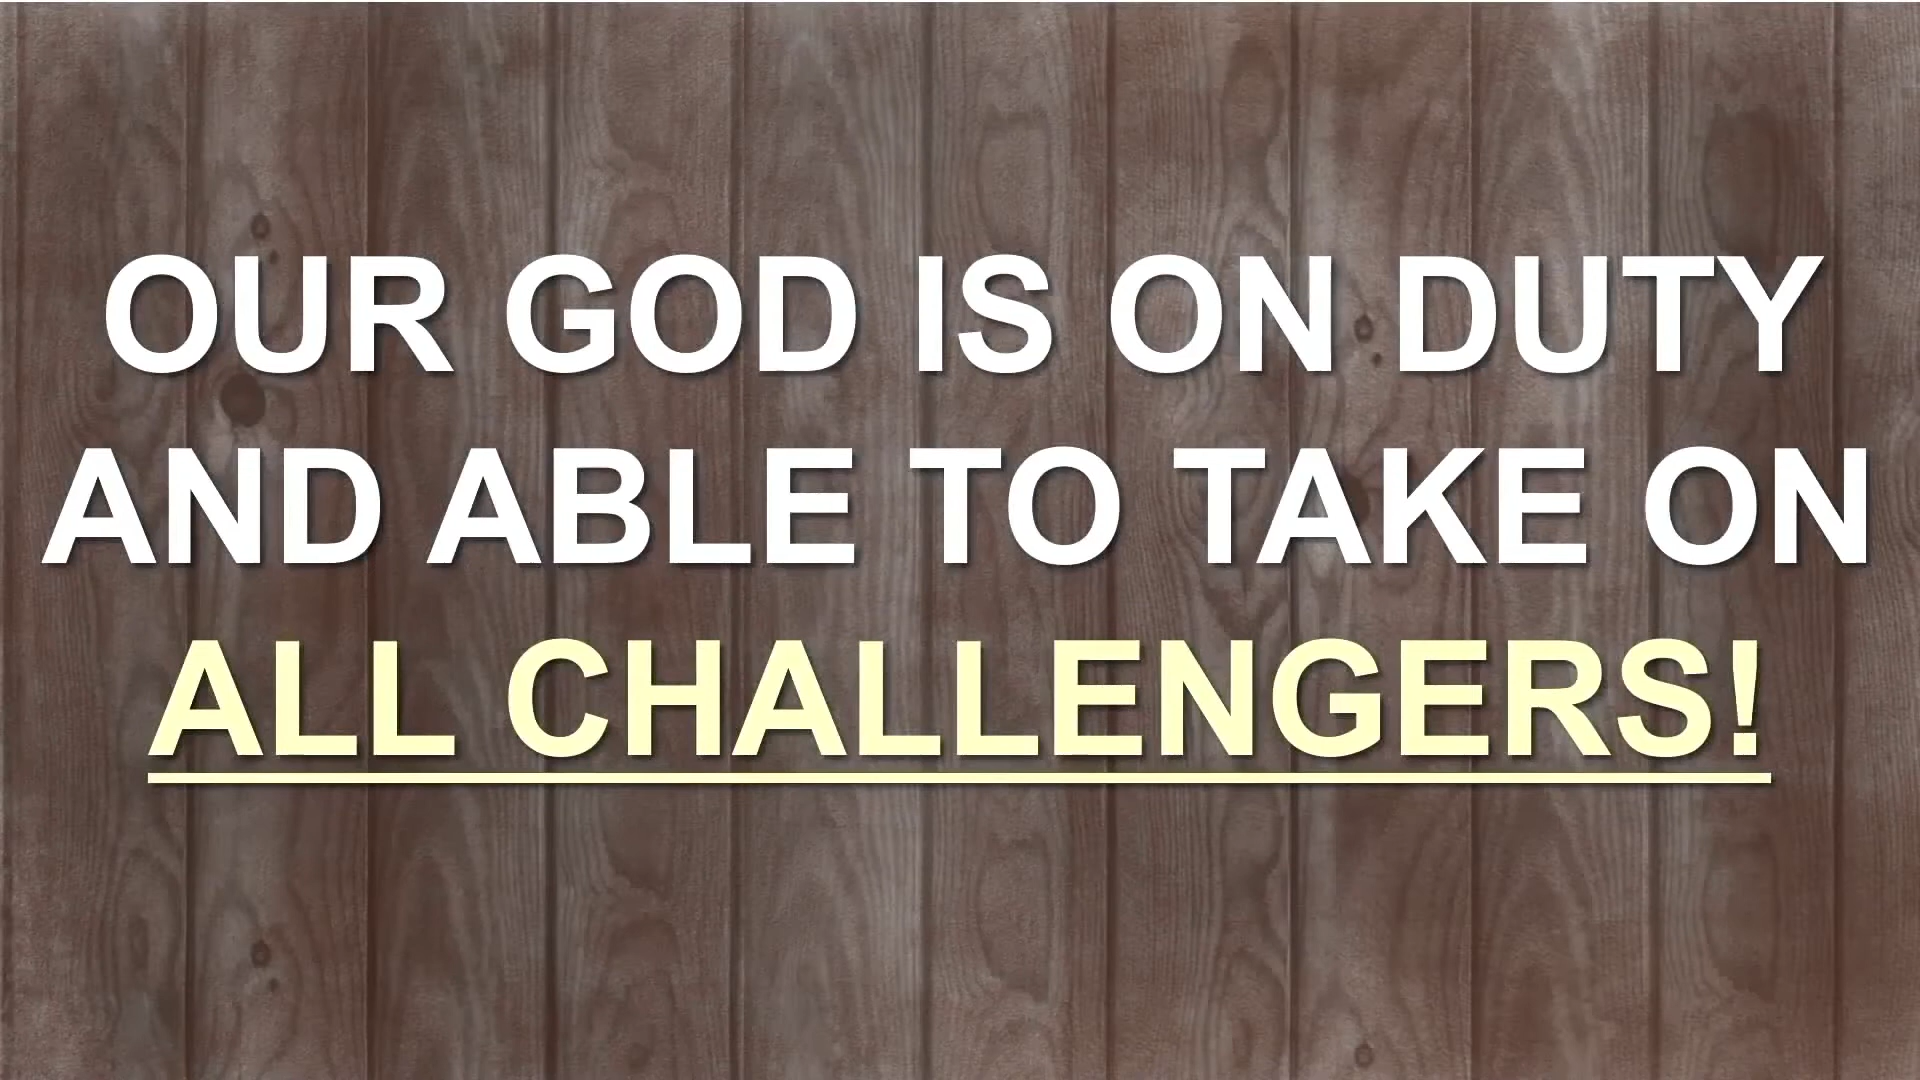 OUR GOD IS ON DUTY
AND ABLE TO TAKE ON
ALL CHALLENGERS!